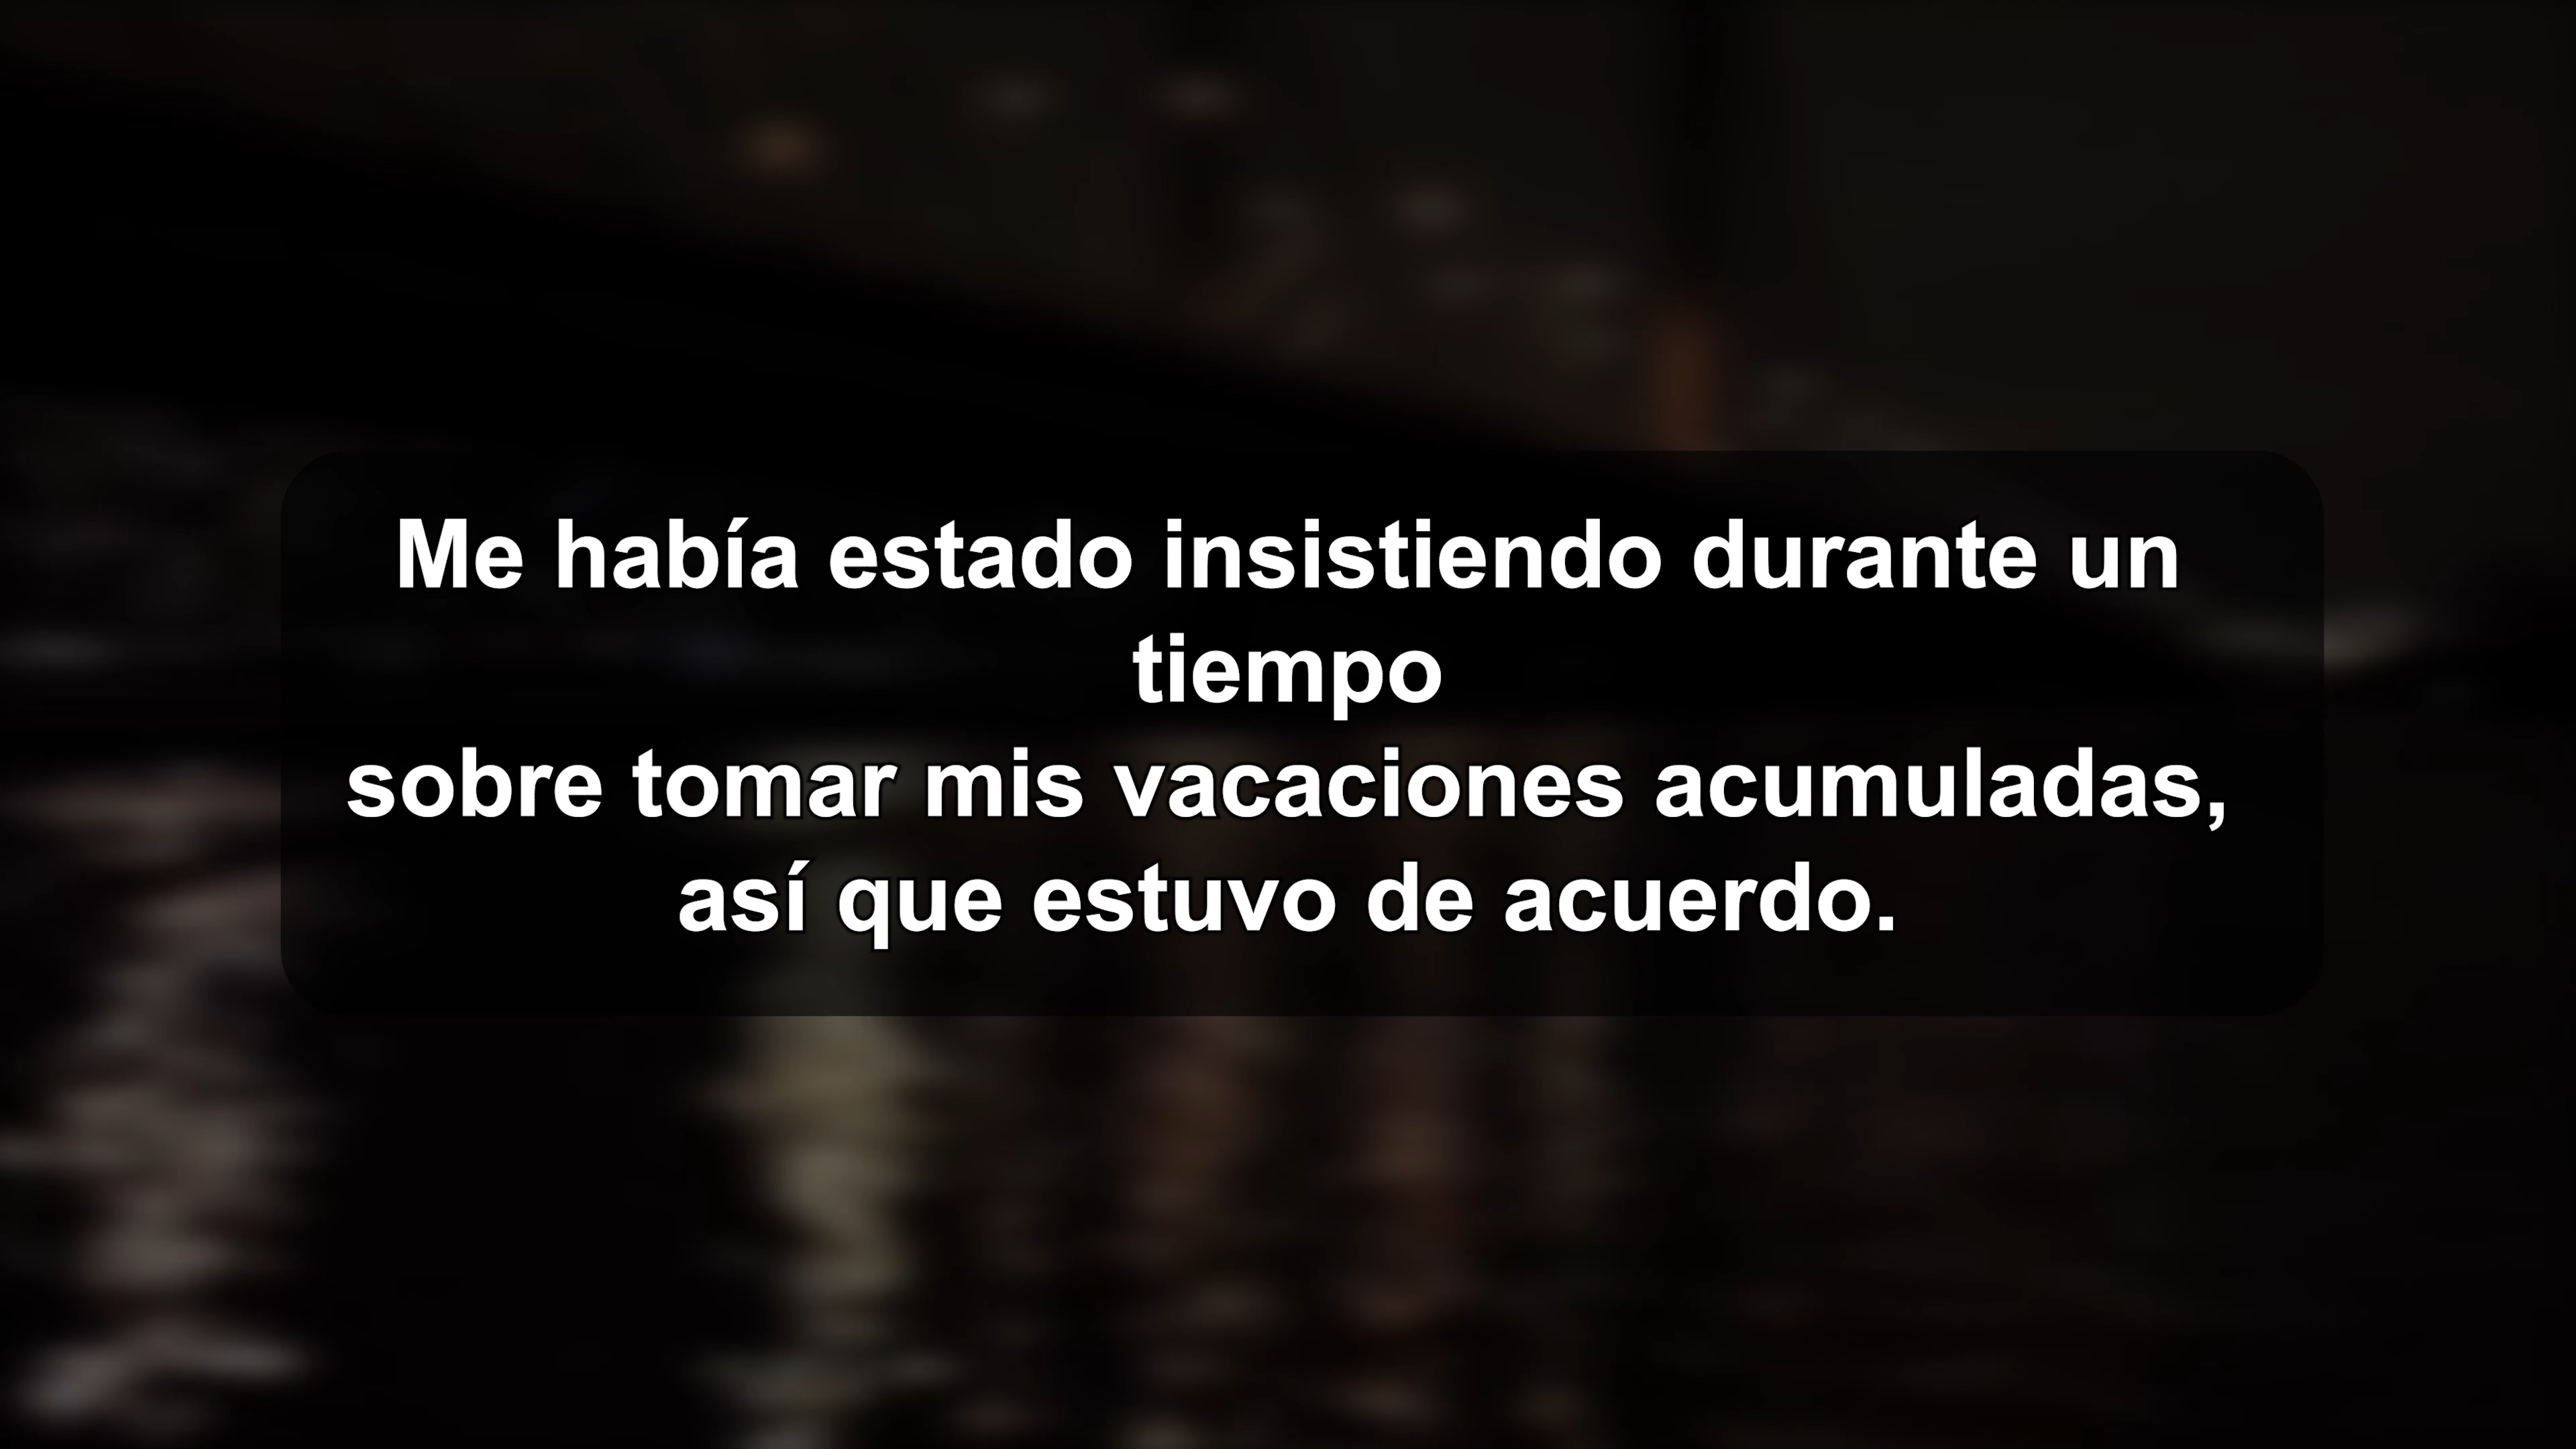 Me había estado insistiendo durante un
tiempo
sobre tomar mis vacaciones acumuladas,
así que estuvo de acuerdo.